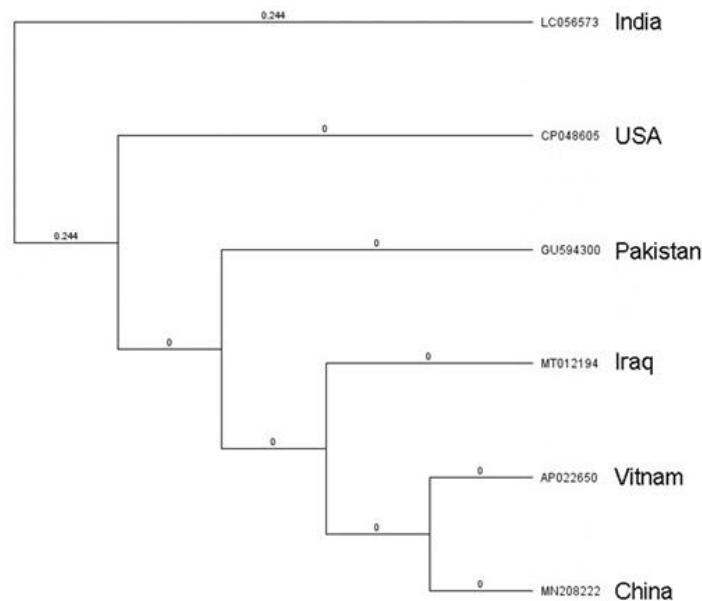 0.244
LC056573 India
0
CP048605 USA
0.244
0
GU594300 Pakistan
0
0
MT012194 Iraq
0
0
AP022650 Vitnam
0
0
MN208222 China